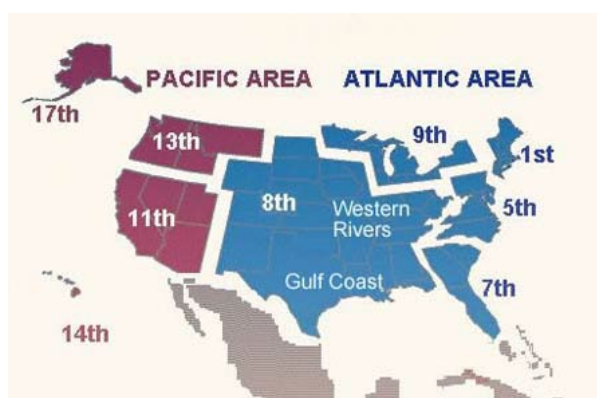 PACIFIC AREA ATLANTIC AREA
17th
13th
9th
1st
11th
8th
Western
Rivers
5th
Gulf Coast
7th
14th